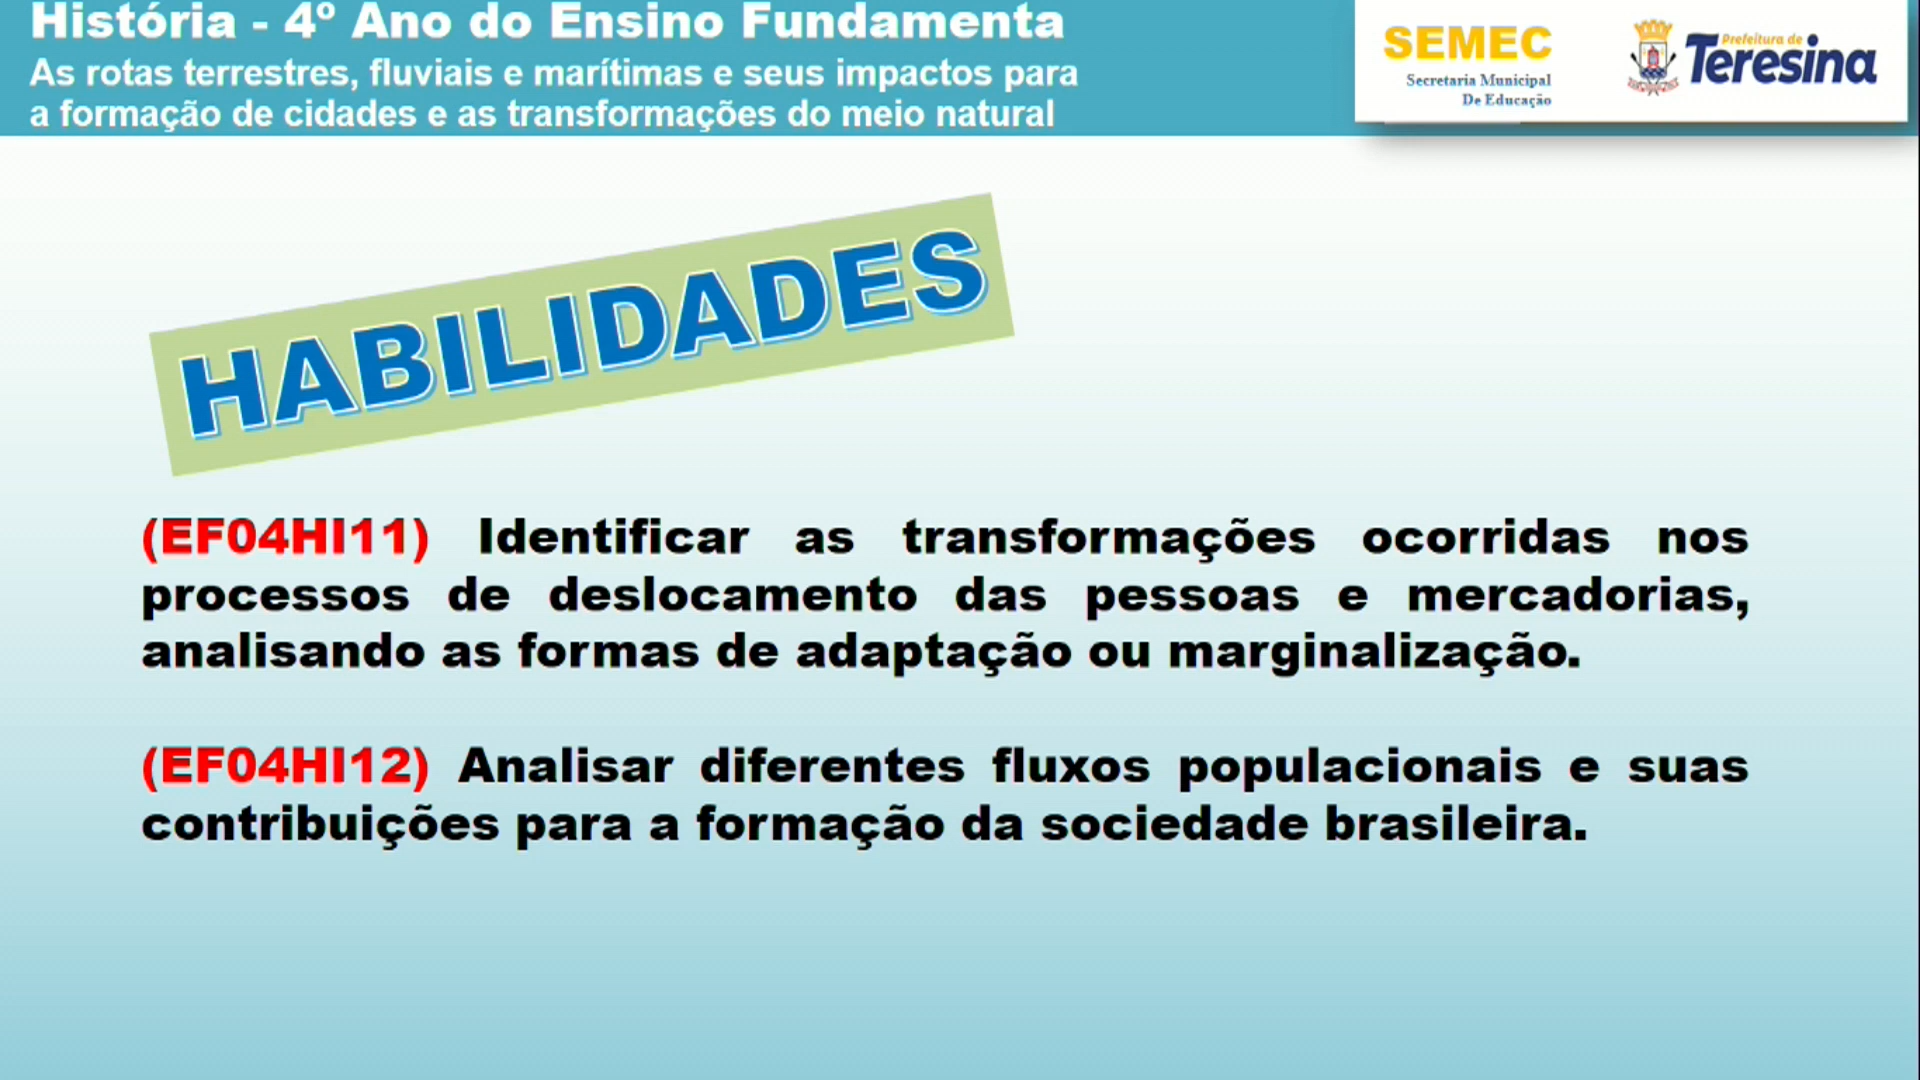 História - 4º Ano do Ensino Fundamenta
As rotas terrestres, fluviais e marítimas e seus impactos para
a formação de cidades e as transformações do meio natural
SEMEC
Secretaria Municipal
De Educação
Prefeitura de
Teresina
HABILIDADES
(EF04HI11) Identificar as transformações ocorridas nos
processos de deslocamento das pessoas e mercadorias,
analisando as formas de adaptação ou marginalização.
(EF04HI12) Analisar diferentes fluxos populacionais e suas
contribuições para a formação da sociedade brasileira.